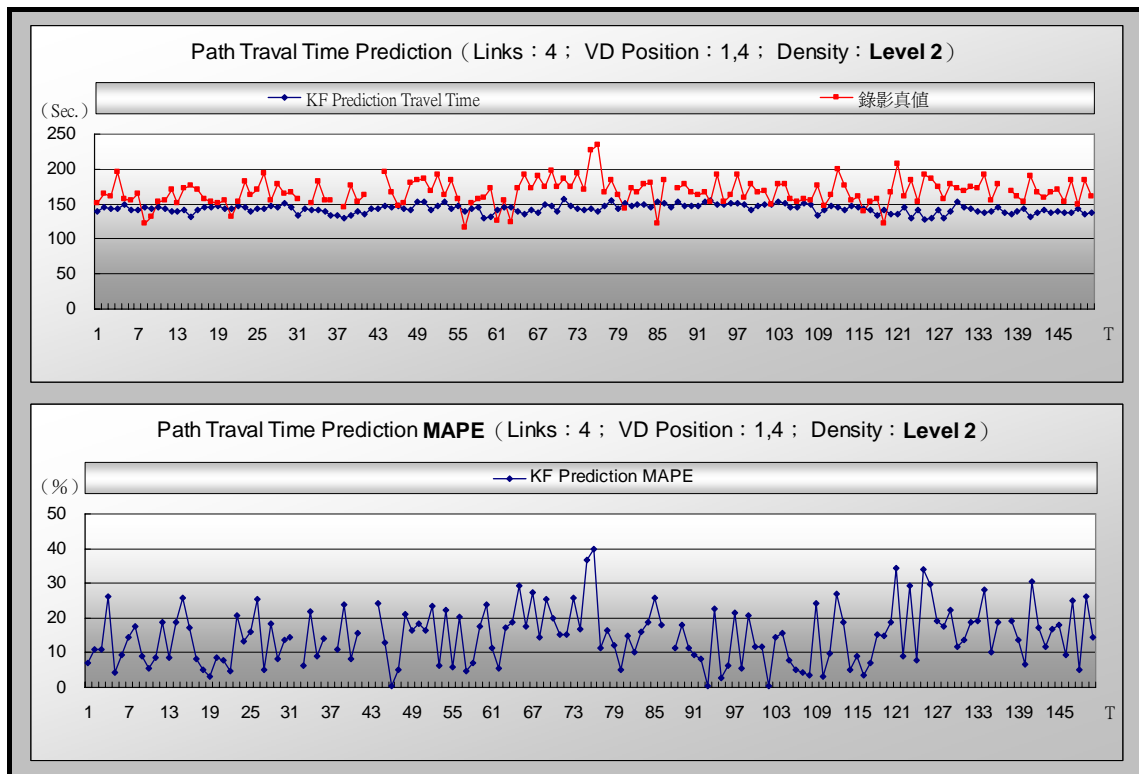 Path Traval Time Prediction（Links：4； VD Position：1,4； Density：Level 2）
KF Prediction Travel Time 錄影真値
(Sec.)
250
200
150
100
50
0
1 7 13 19 25 31 37 43 49 55 61 67 73 79 85 91 97 103 109 115 121 127 133 139 145 T
Path Traval Time Prediction MAPE（Links：4； VD Position：1,4； Density：Level 2）
KF Prediction MAPE
(%)
50
40
30
20
10
0
1 7 13 19 25 31 37 43 49 55 61 67 73 79 85 91 97 103 109 115 121 127 133 139 145 T